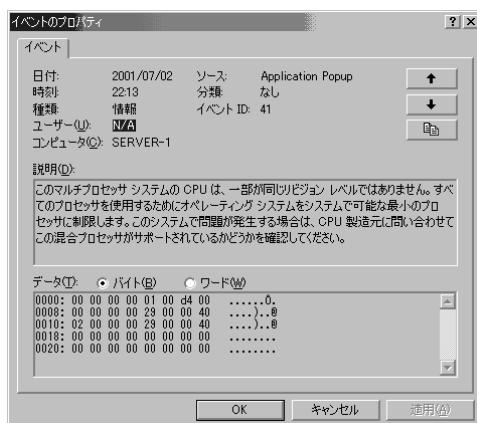 イベントのプロパティ
イベント
日付: 2001/07/02 ソース: Application Popup
時刻: 22:13 分類: なし
種類: 情報 イベント ID: 41
ユーザー(U): N/A
コンピュータ(C): SERVER-1
説明(D):
このマルチプロセッサ システムの CPU は、一部が同じリビジョン レベルではありません。すべ
てのプロセッサを使用するためにオペレーティング システムをシステムで可能な最小のプロ
セッサに制限します。このシステムで問題が発生する場合は、CPU 製造元に問い合わせて
この混合プロセッサがサポートされているかどうかを確認してください。
データ(T): バイト(B) ワード(W)
0000: 00 00 00 00 01 00 d4 00 ......Ô.
0008: 00 00 00 00 29 00 00 40 ....)..@
0010: 02 00 00 00 29 00 00 40 ....)..@
0018: 00 00 00 00 00 00 00 00 ........
0020: 00 00 00 00 00 00 00 00 ........
OK キャンセル 適用(A)